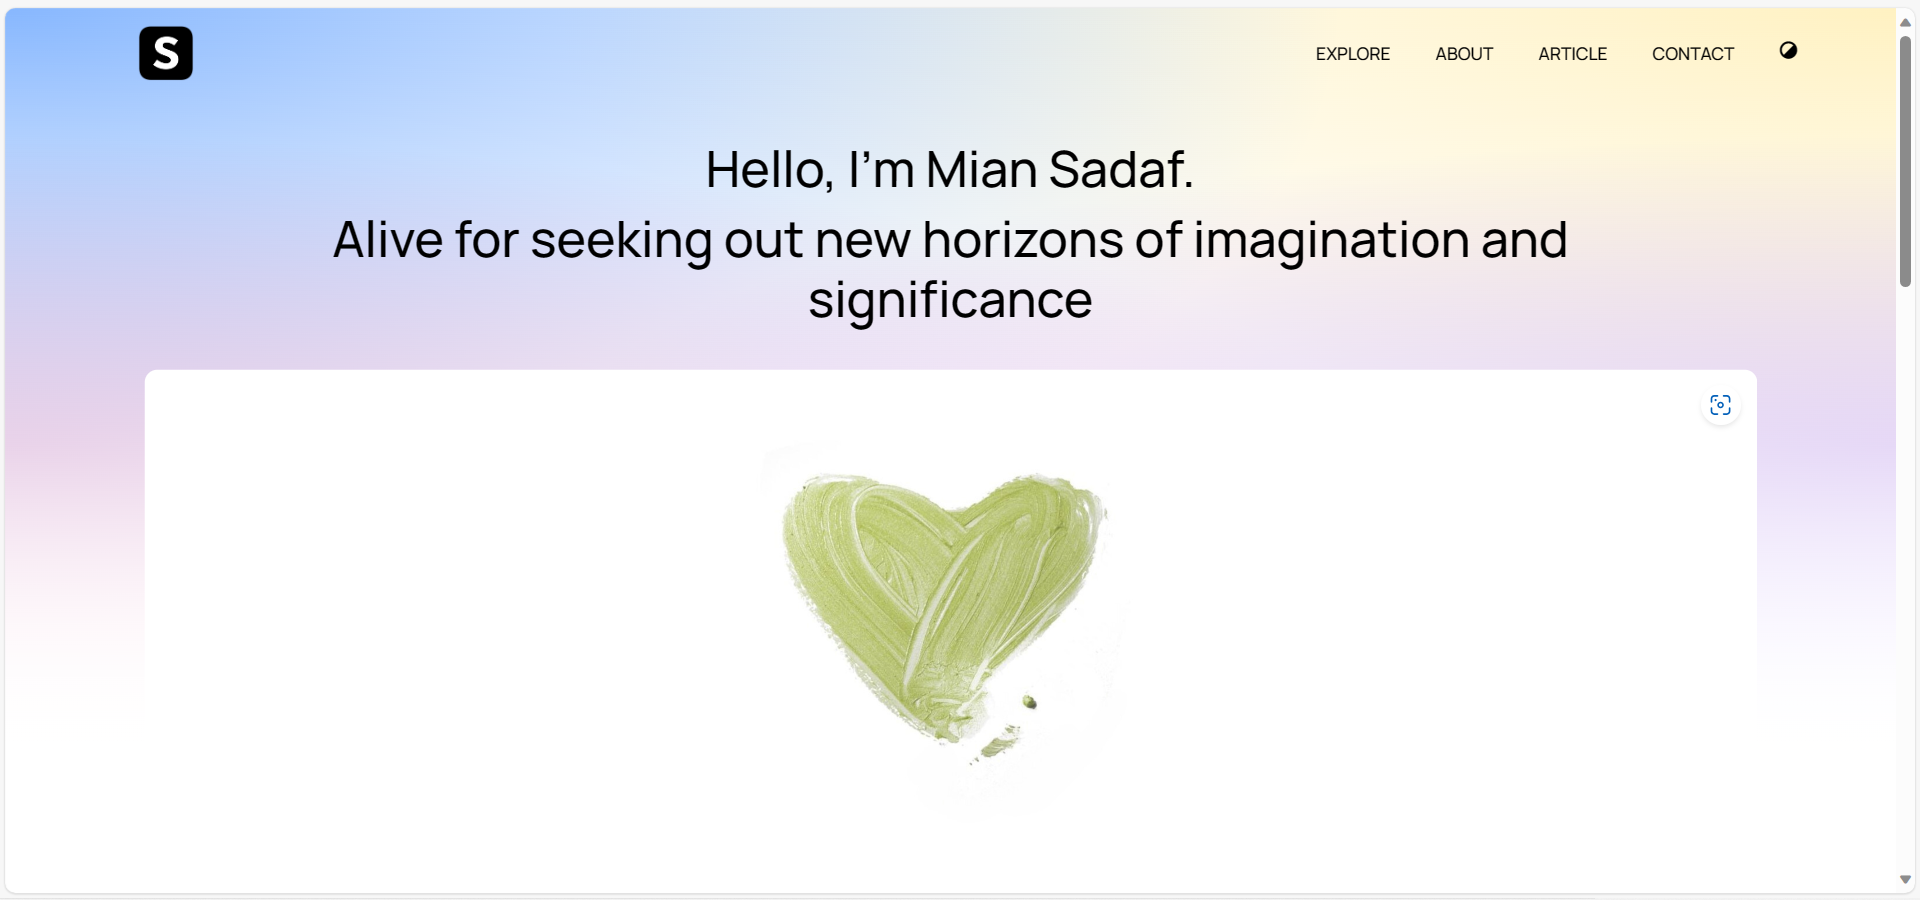 S
EXPLORE ABOUT ARTICLE CONTACT
Hello, I'm Mian Sadaf.
Alive for seeking out new horizons of imagination and
significance